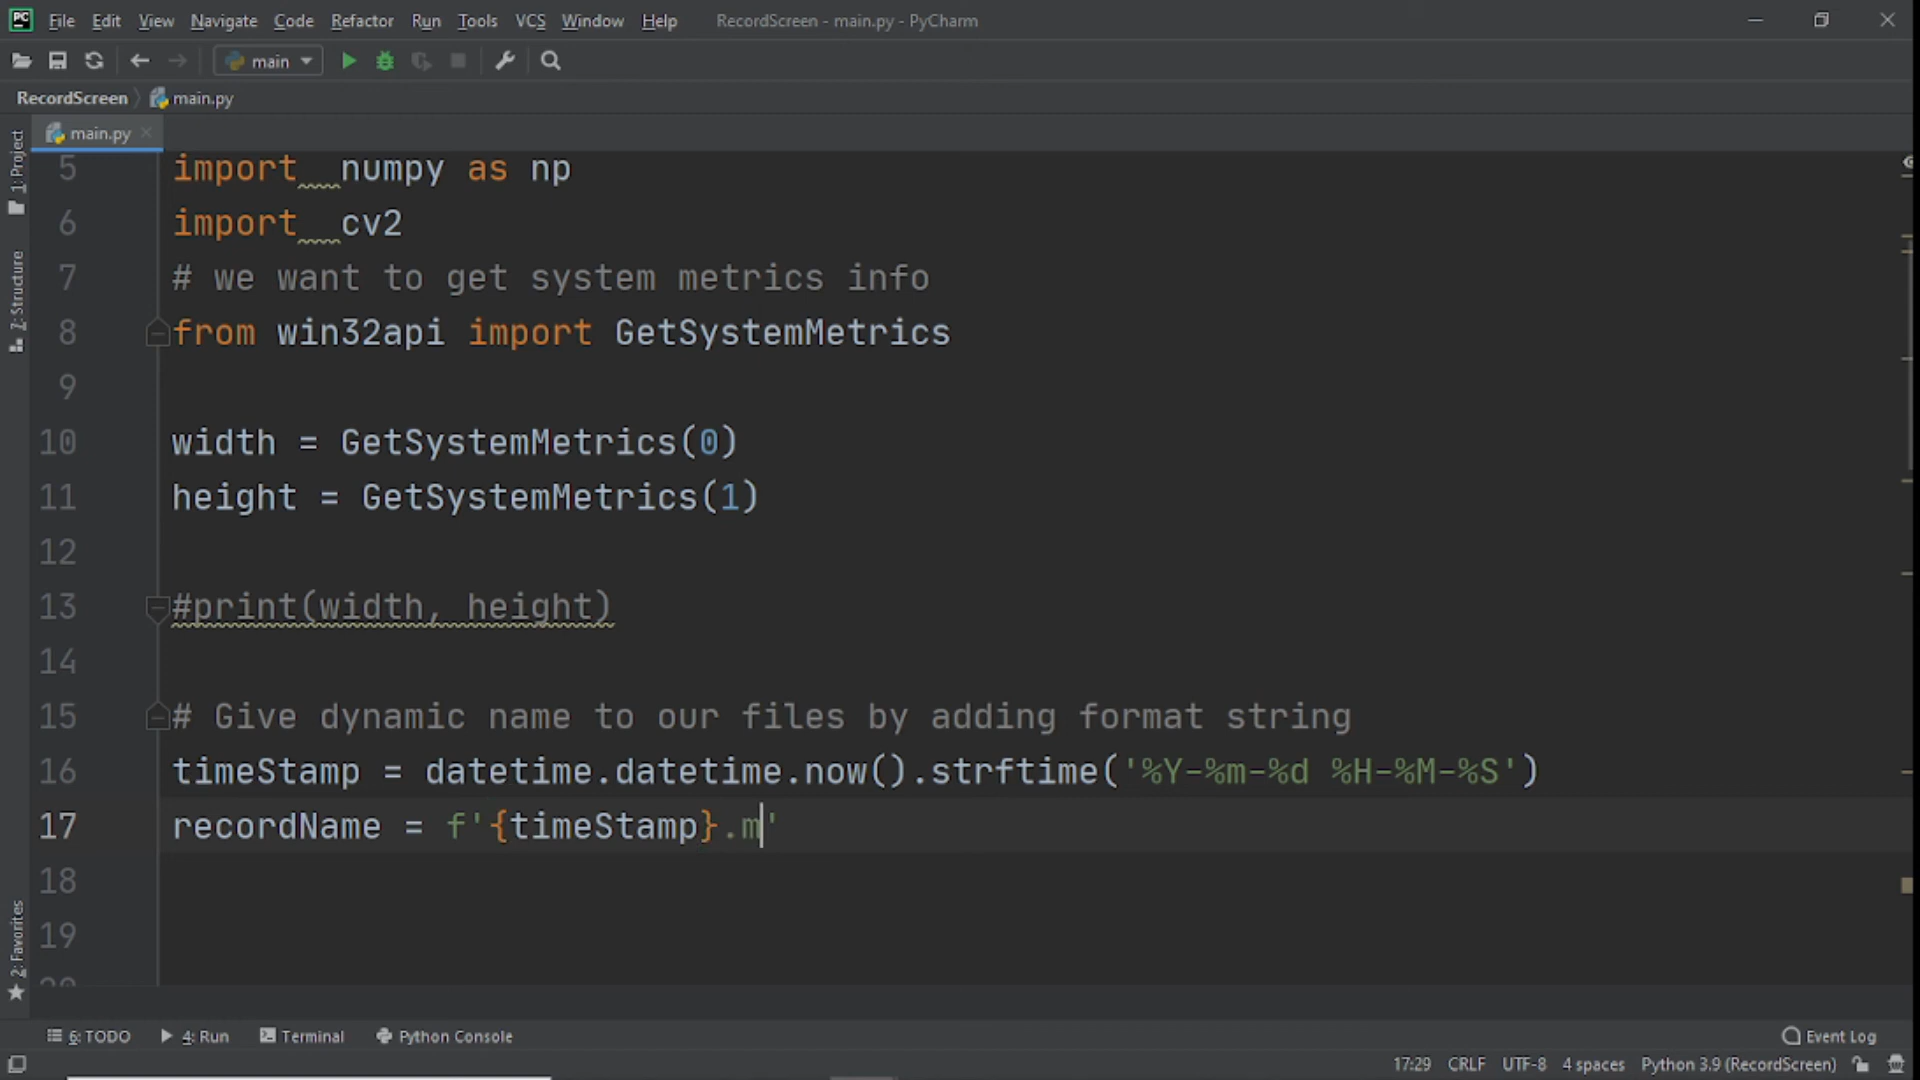 PC File Edit View Navigate Code Refactor Run Tools VCS Window Help RecordScreen - main.py - PyCharm
main
RecordScreen main.py
main.py
1: Project
7: Structure
2: Favorites
5 import  numpy as np
6 import  cv2
7 # we want to get system metrics info
8 from win32api import GetSystemMetrics
9
10 width = GetSystemMetrics(0)
11 height = GetSystemMetrics(1)
12
13 #print(width, height)
14
15 # Give dynamic name to our files by adding format string
16 timeStamp = datetime.datetime.now().strftime('%Y-%m-%d %H-%M-%S')
17 recordName = f'{timeStamp}.m'
18
19
20
6: TODO 4: Run Terminal Python Console Event Log
17:29 CRLF UTF-8 4 spaces Python 3.9 (RecordScreen)